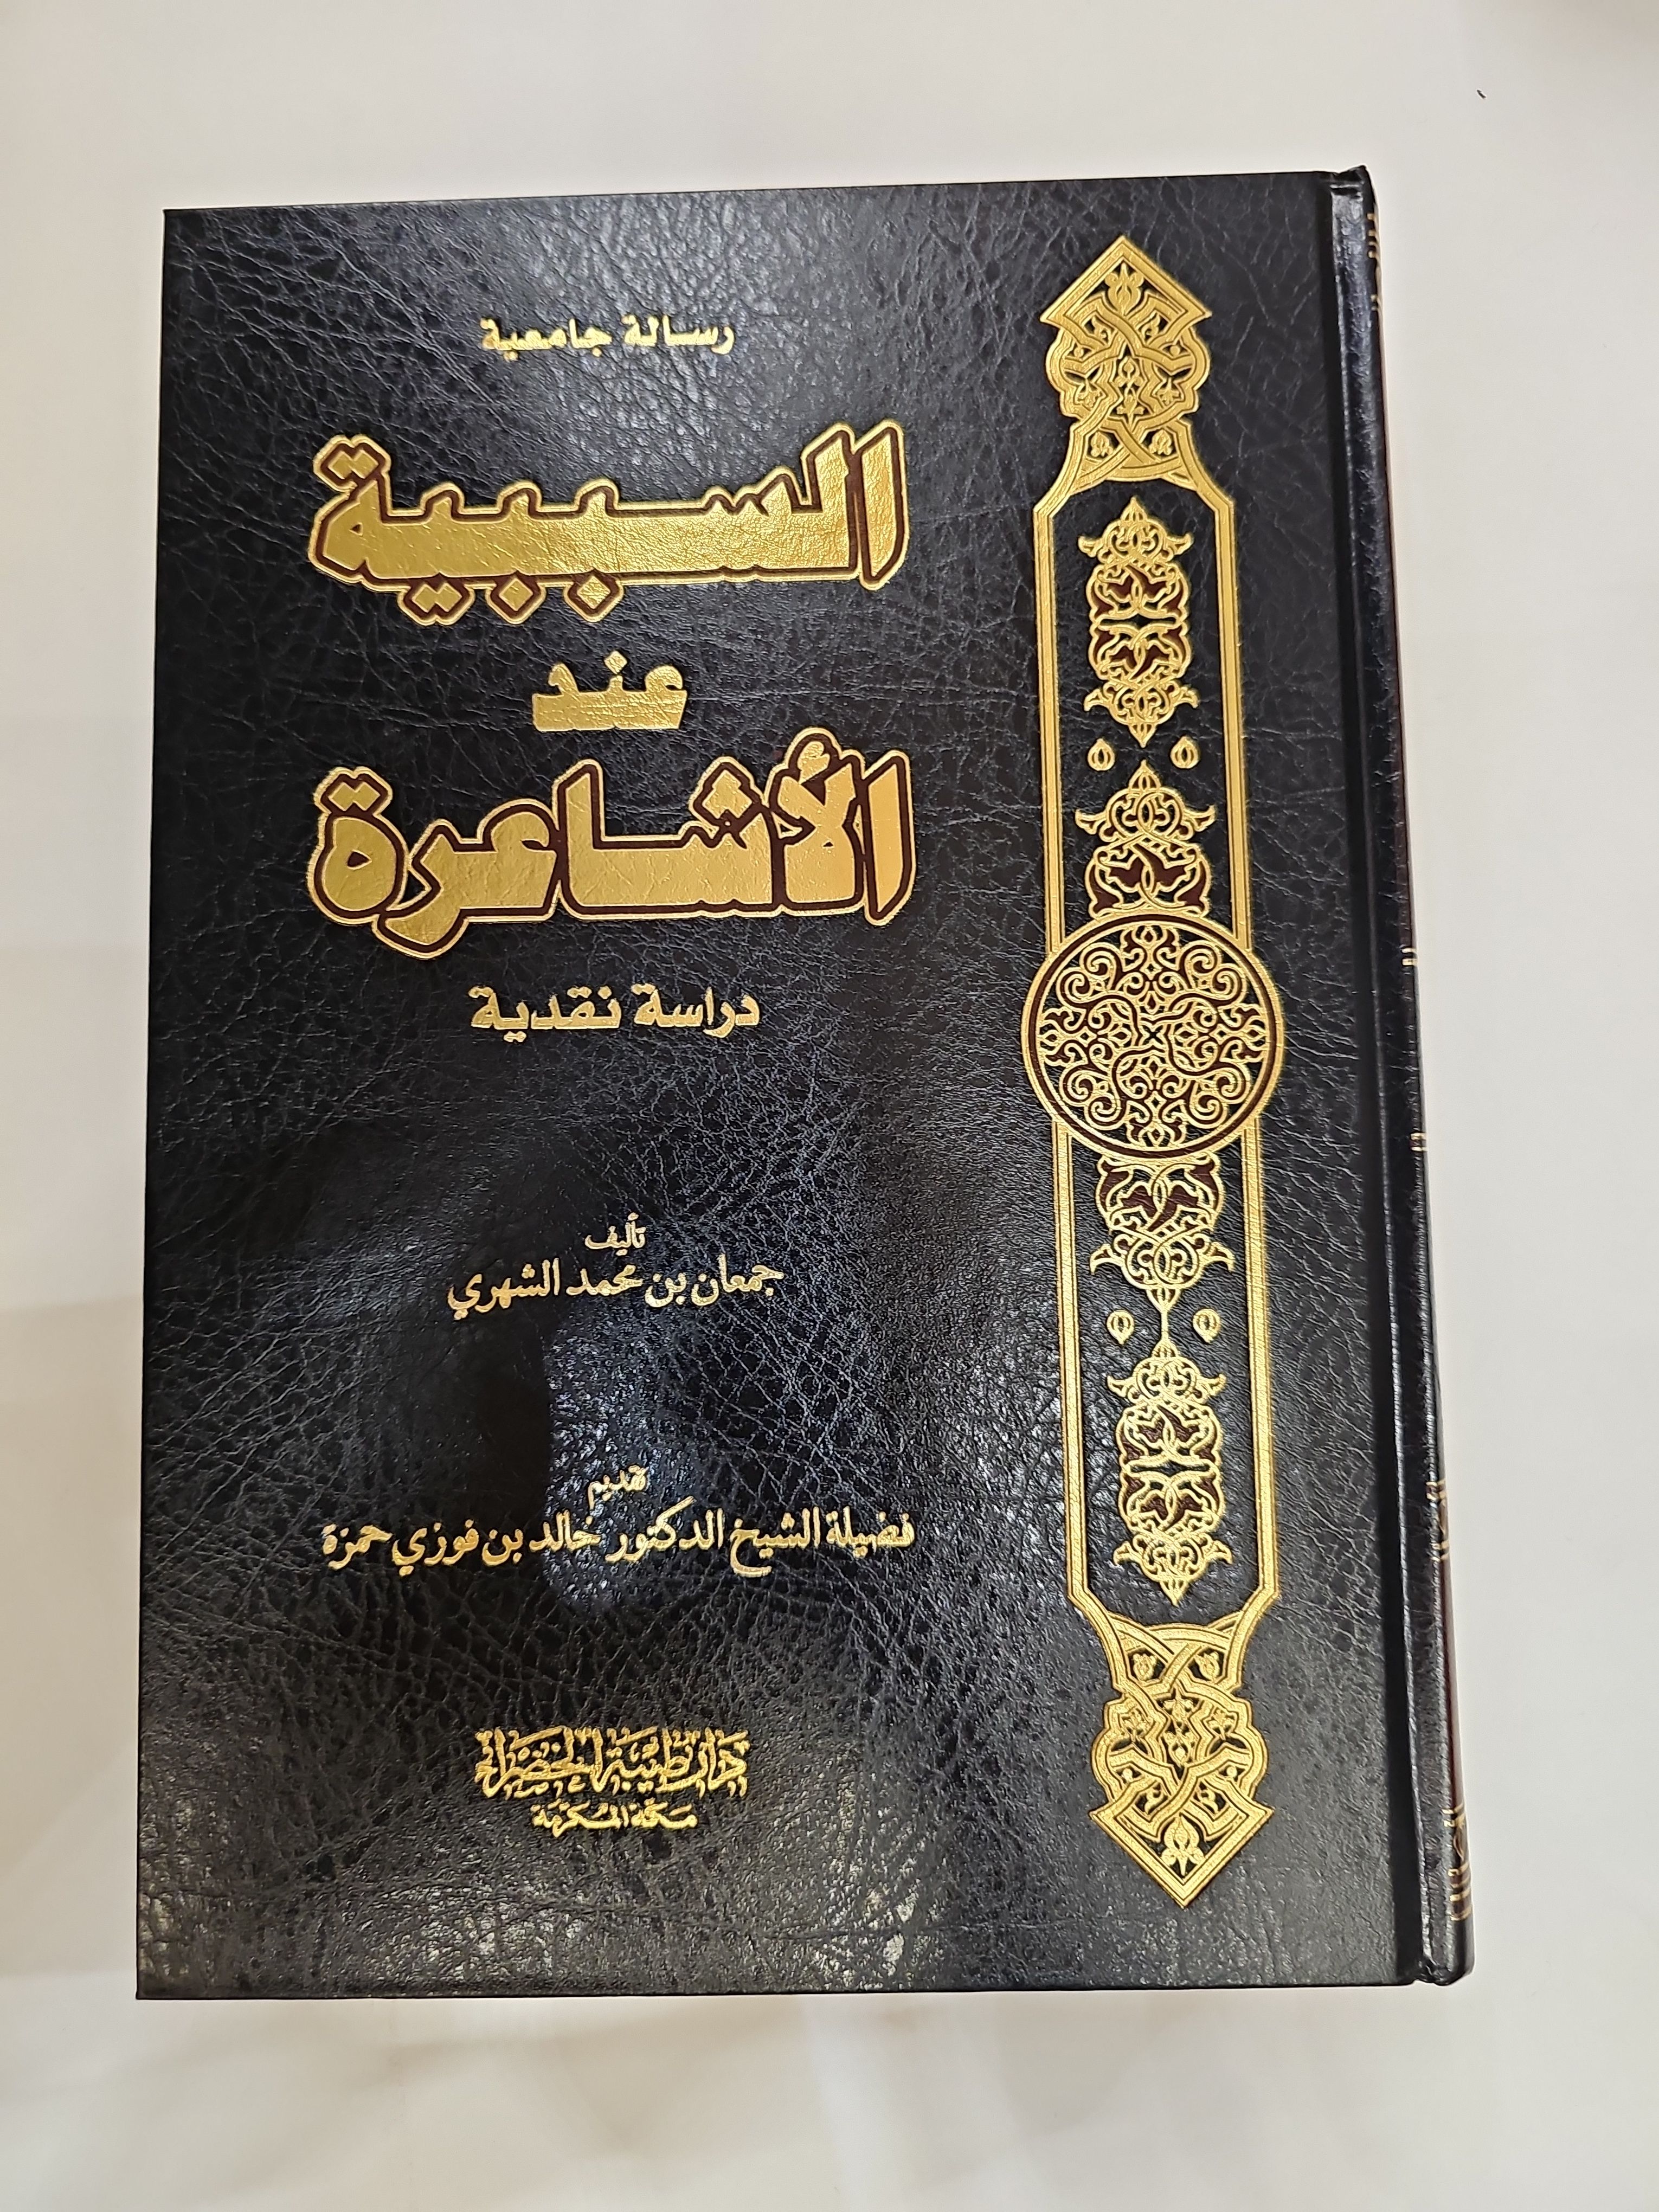 رسالة جامعية
السببية
عند
الأشاعرة
دراسة نقدية
تأليف
جمعان بن محمد الشهري
تقديم
فضيلة الشيخ الدكتور خالد بن فوزي حمزة
دار طيبة الخضراء
مكة المكرمة